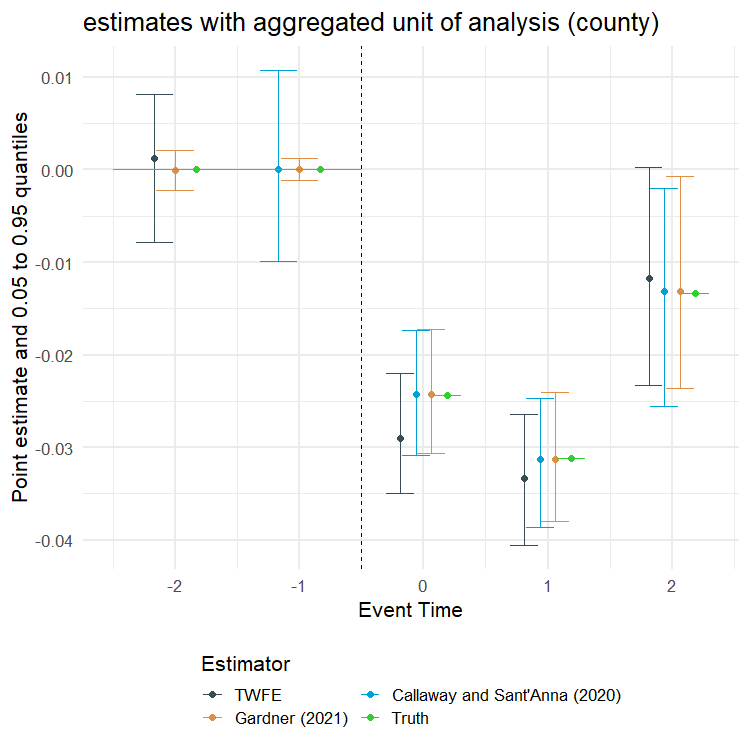 estimates with aggregated unit of analysis (county)
Point estimate and 0.05 to 0.95 quantiles
0.01
0.00
-0.01
-0.02
-0.03
-0.04
-2
-1
0
1
2
Event Time
Estimator
TWFE
Callaway and Sant'Anna (2020)
Gardner (2021)
Truth